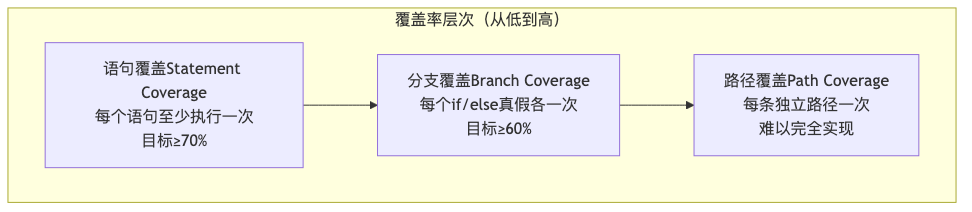 覆盖率层次（从低到高）
语句覆盖Statement
Coverage
每个语句至少执行一次
目标≥70%
分支覆盖Branch Coverage
每个if/else真假各一次
目标≥60%
路径覆盖Path Coverage
每条独立路径一次
难以完全实现